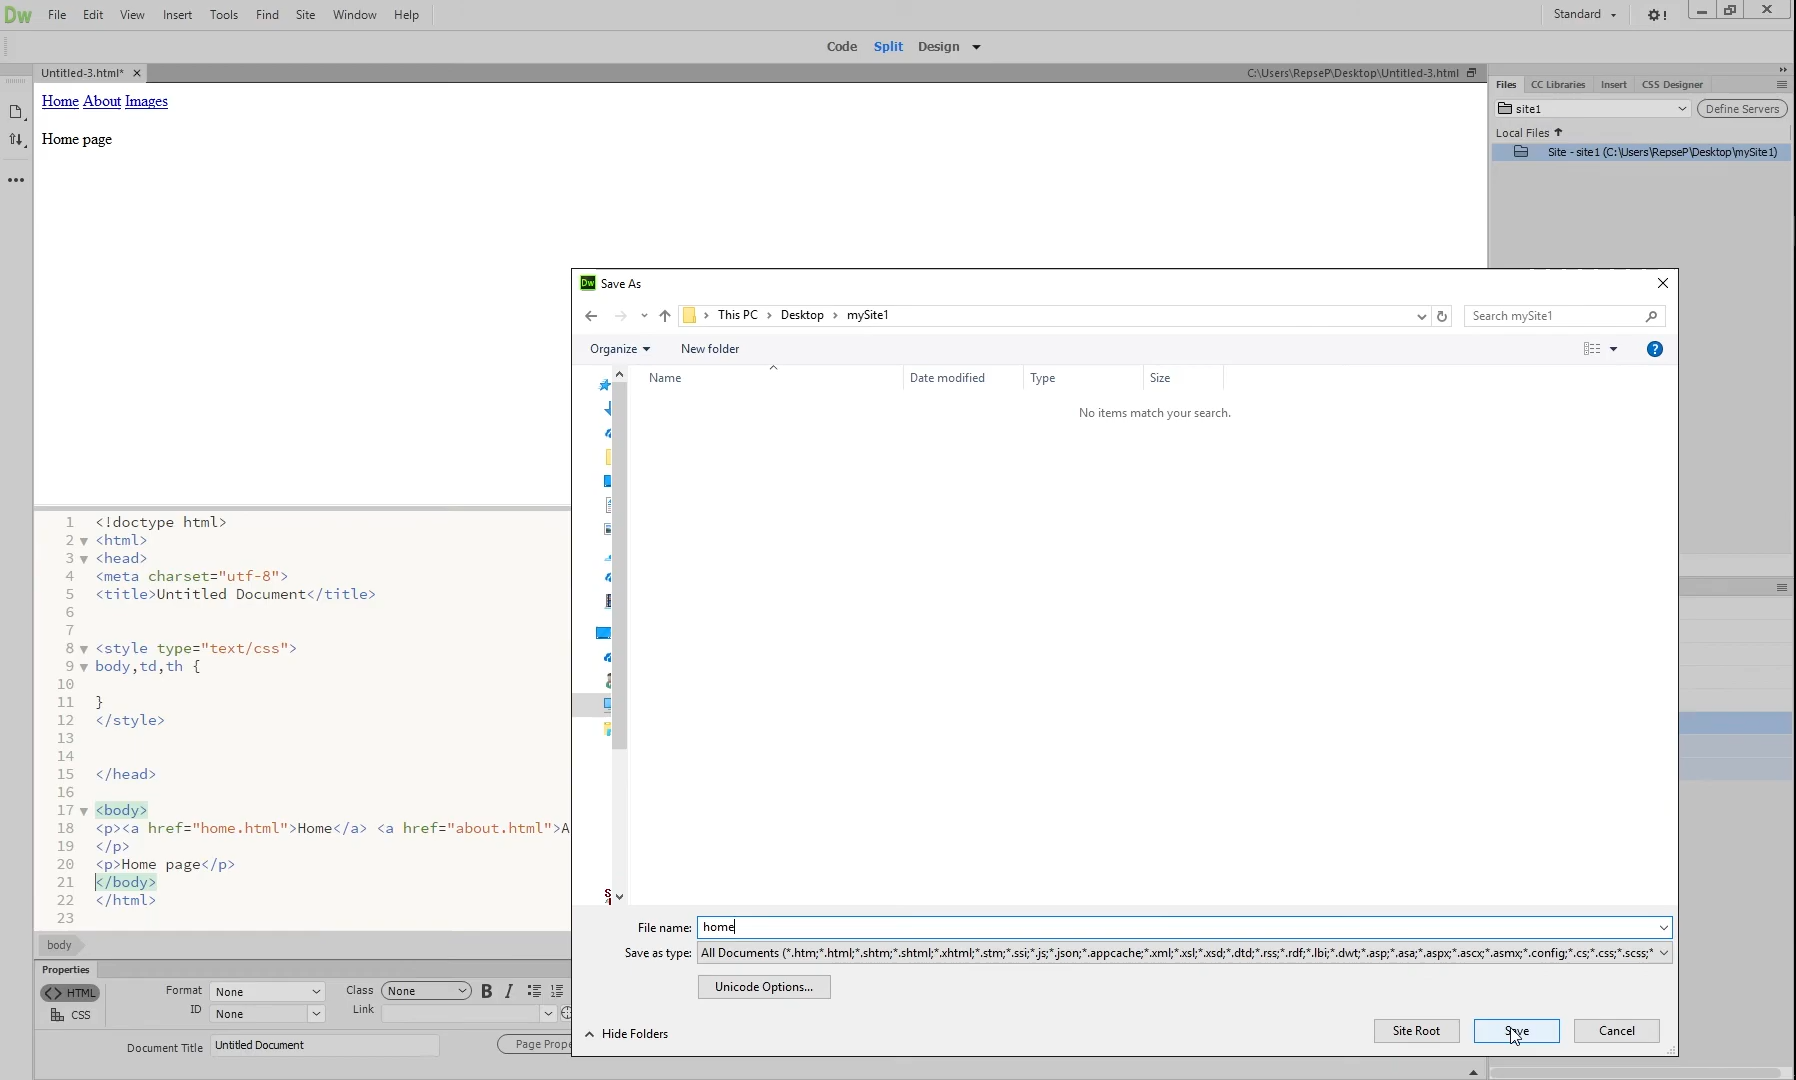 Dw File Edit View Insert Tools Find Site Window Help Standard !
Code Split Design
Untitled-3.html* C:\Users\RepseP\Desktop\Untitled-3.html
Home About Images
Home page
Files CC Libraries Insert CSS Designer
site1 Define Servers
Local Files
Site - site1 (C:\Users\RepseP\Desktop\mySite1)
Dw Save As
This PC Desktop mySite1 Search mySite1
Organize New folder ?
Name Date modified Type Size
No items match your search.
File name: home
Save as type: All Documents (*.htm;*.html;*.shtm;*.shtml;*.xhtml;*.stm;*.ssi;*.js;*.json;*.appcache;*.xml;*.xsl;*.xsd;*.dtd;*.rss;*.rdf;*.lbi;*.dwt;*.asp;*.asa;*.aspx;*.ascx;*.asmx;*.config;*.cs;*.css;*.scss;*
Unicode Options...
Hide Folders Site Root Save Cancel
1 <!doctype html>
2 <html>
3 <head>
4 <meta charset="utf-8">
5 <title>Untitled Document</title>
6
7
8 <style type="text/css">
9 body,td,th {
10
11 }
12 </style>
13
14
15 </head>
16
17 <body>
18 <p><a href="home.html">Home</a> <a href="about.html">A
19 </p>
20 <p>Home page</p>
21 </body>
22 </html>
23
body
Properties
<> HTML Format None Class None B I
CSS ID None Link
Document Title Untitled Document Page Prope